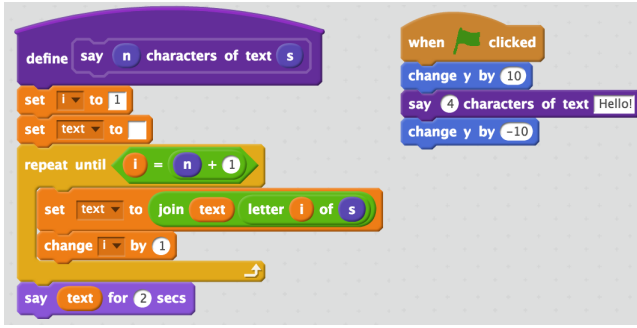 define say n characters of text s
set i to 1
set text to
repeat until i = n + 1
set text to join text letter i of s
change i by 1
say text for 2 secs
when clicked
change y by 10
say 4 characters of text Hello!
change y by -10